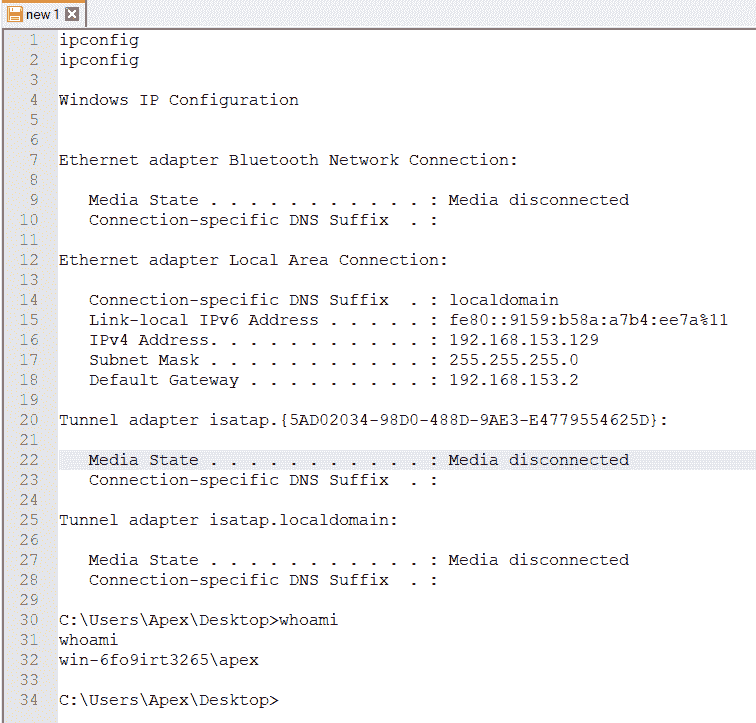 new 1
1 ipconfig
2 ipconfig
3
4 Windows IP Configuration
5
6
7 Ethernet adapter Bluetooth Network Connection:
8
9    Media State . . . . . . . . . . . : Media disconnected
10    Connection-specific DNS Suffix  . :
11
12 Ethernet adapter Local Area Connection:
13
14    Connection-specific DNS Suffix  . : localdomain
15    Link-local IPv6 Address . . . . . : fe80::9159:b58a:a7b4:ee7a%11
16    IPv4 Address. . . . . . . . . . . : 192.168.153.129
17    Subnet Mask . . . . . . . . . . . : 255.255.255.0
18    Default Gateway . . . . . . . . . : 192.168.153.2
19
20 Tunnel adapter isatap.{5AD02034-98D0-488D-9AE3-E4779554625D}:
21
22    Media State . . . . . . . . . . . : Media disconnected
23    Connection-specific DNS Suffix  . :
24
25 Tunnel adapter isatap.localdomain:
26
27    Media State . . . . . . . . . . . : Media disconnected
28    Connection-specific DNS Suffix  . :
29
30 C:\Users\Apex\Desktop>whoami
31 whoami
32 win-6fo9irt3265\apex
33
34 C:\Users\Apex\Desktop>